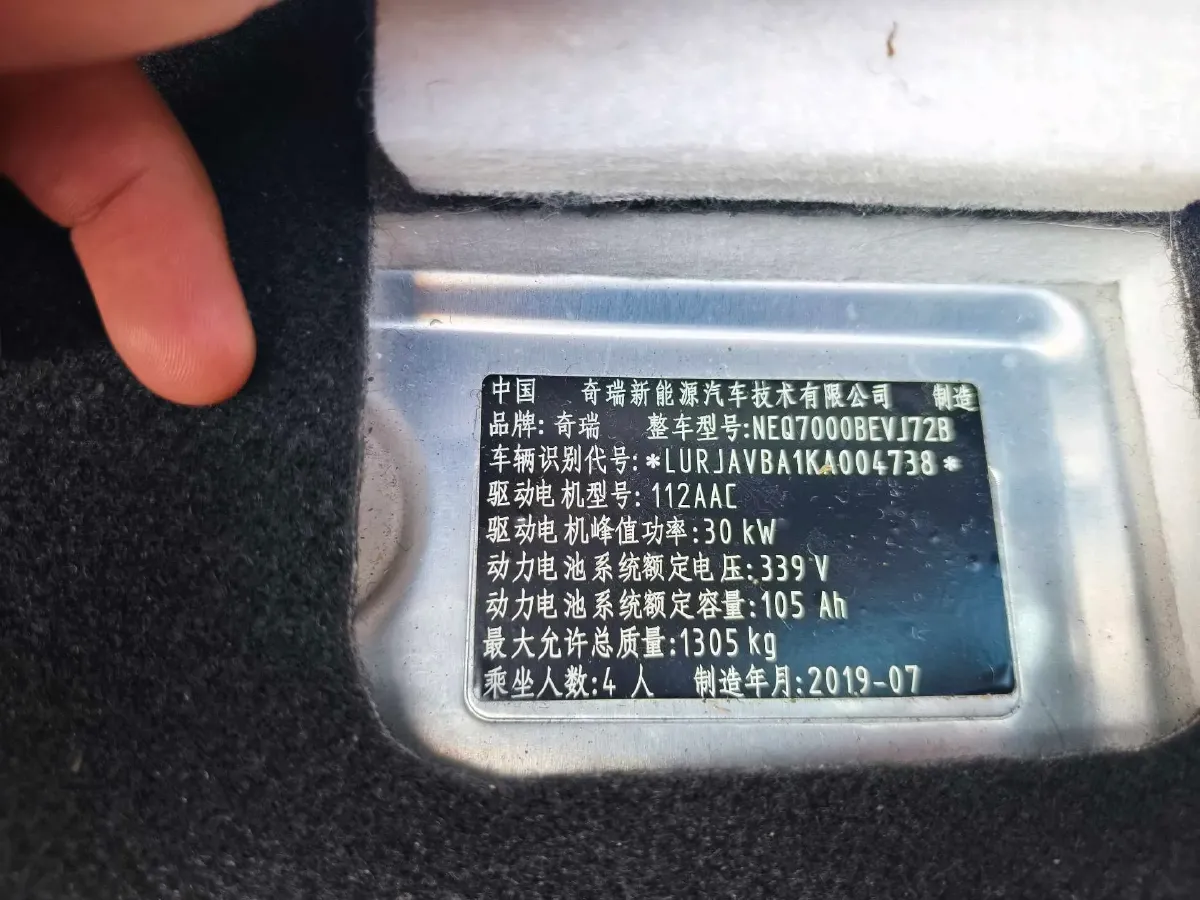 中国 奇瑞新能源汽车技术有限公司 制造
品牌:奇瑞 整车型号:NEQ7000BEVJ72B
车辆识别代号:*LURJAVBA1KA004738*
驱动电机型号:112AAC
驱动电机峰值功率:30 kW
动力电池系统额定电压:339 V
动力电池系统额定容量:105 Ah
最大允许总质量:1305 kg
乘坐人数:4 人 制造年月:2019-07